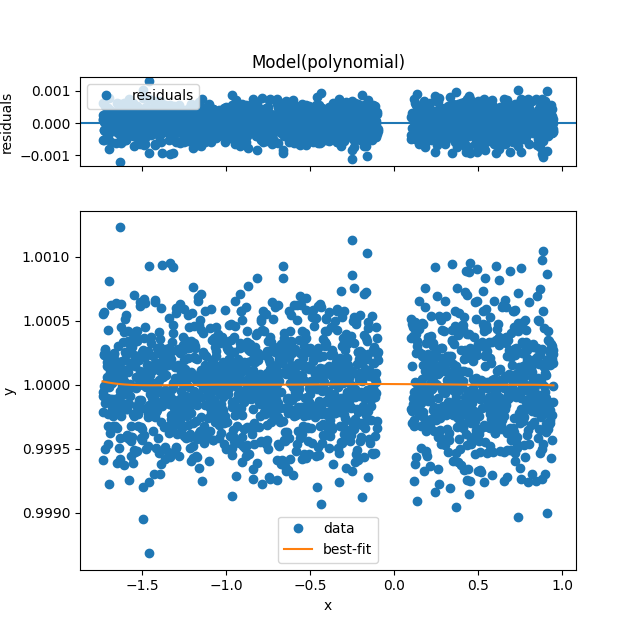 Model(polynomial)
residuals
0.001
0.000
−0.001
residuals
1.0010
1.0005
1.0000
0.9995
0.9990
y
data
best-fit
−1.5 −1.0 −0.5 0.0 0.5 1.0
x